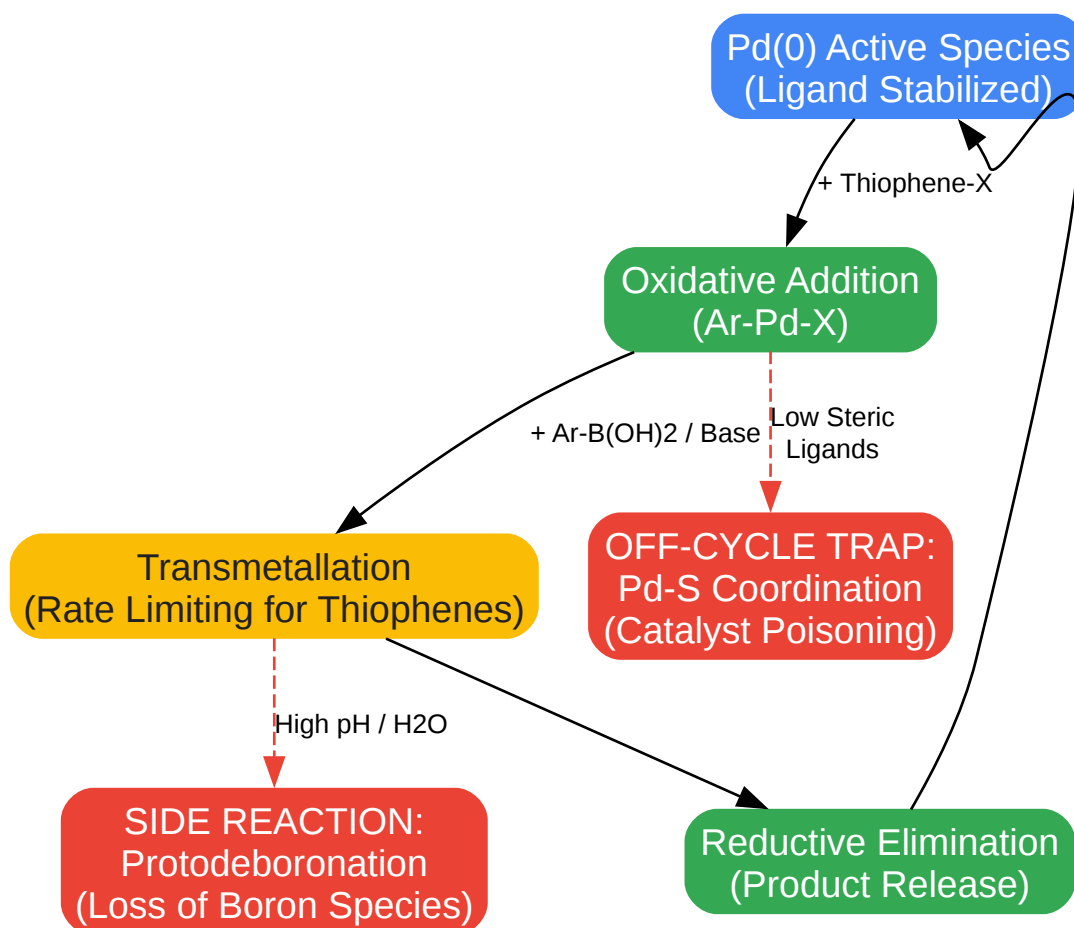 Pd(0) Active Species
(Ligand Stabilized)
+ Thiophene-X
Oxidative Addition
(Ar-Pd-X)
+ Ar-B(OH)2 / Base
Low Steric
Ligands
Transmetallation
(Rate Limiting for Thiophenes)
OFF-CYCLE TRAP:
Pd-S Coordination
(Catalyst Poisoning)
High pH / H2O
SIDE REACTION:
Protodeboronation
(Loss of Boron Species)
Reductive Elimination
(Product Release)